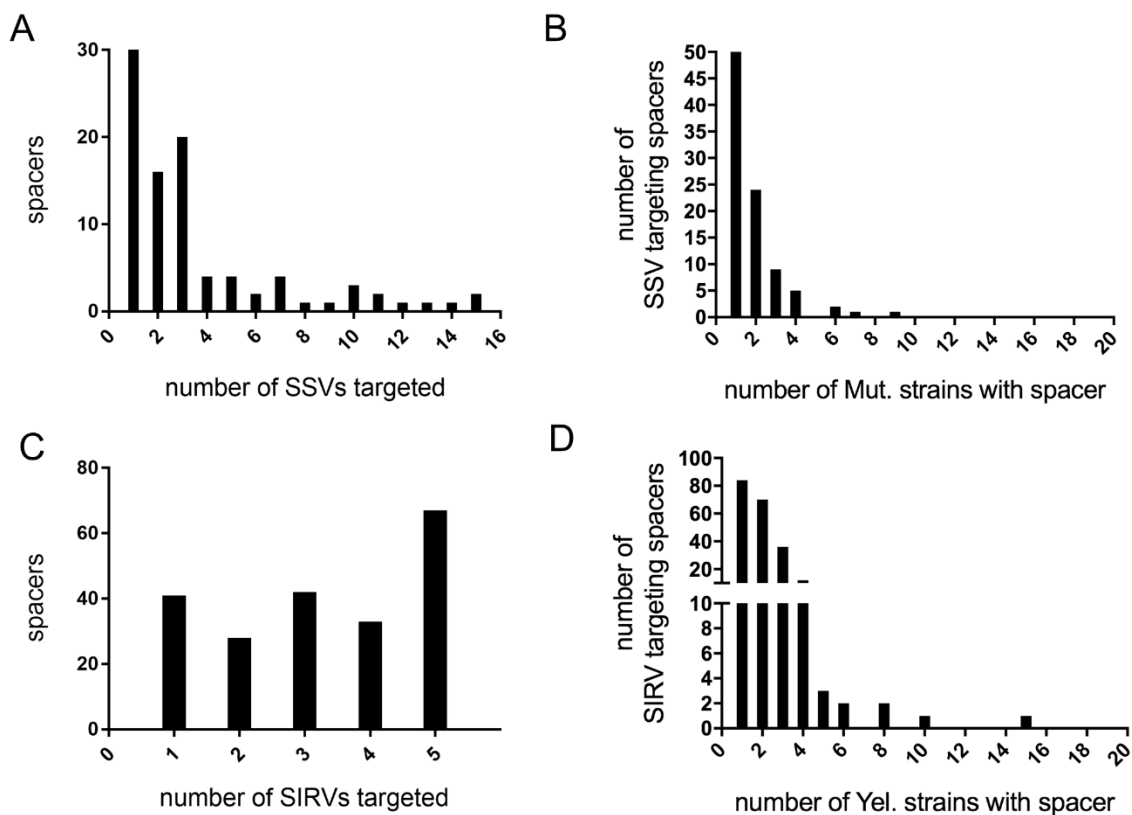 A
30
20
10
0
spacers
0 2 4 6 8 10 12 14 16
number of SSVs targeted
B
50
45
40
35
30
25
20
15
10
5
0
number of
SSV targeting spacers
0 2 4 6 8 10 12 14 16 18 20
number of Mut. strains with spacer
C
80
60
40
20
0
spacers
0 1 2 3 4 5
number of SIRVs targeted
D
100
80
60
40
20
10
8
6
4
2
0
number of
SIRV targeting spacers
0 2 4 6 8 10 12 14 16 18 20
number of Yel. strains with spacer